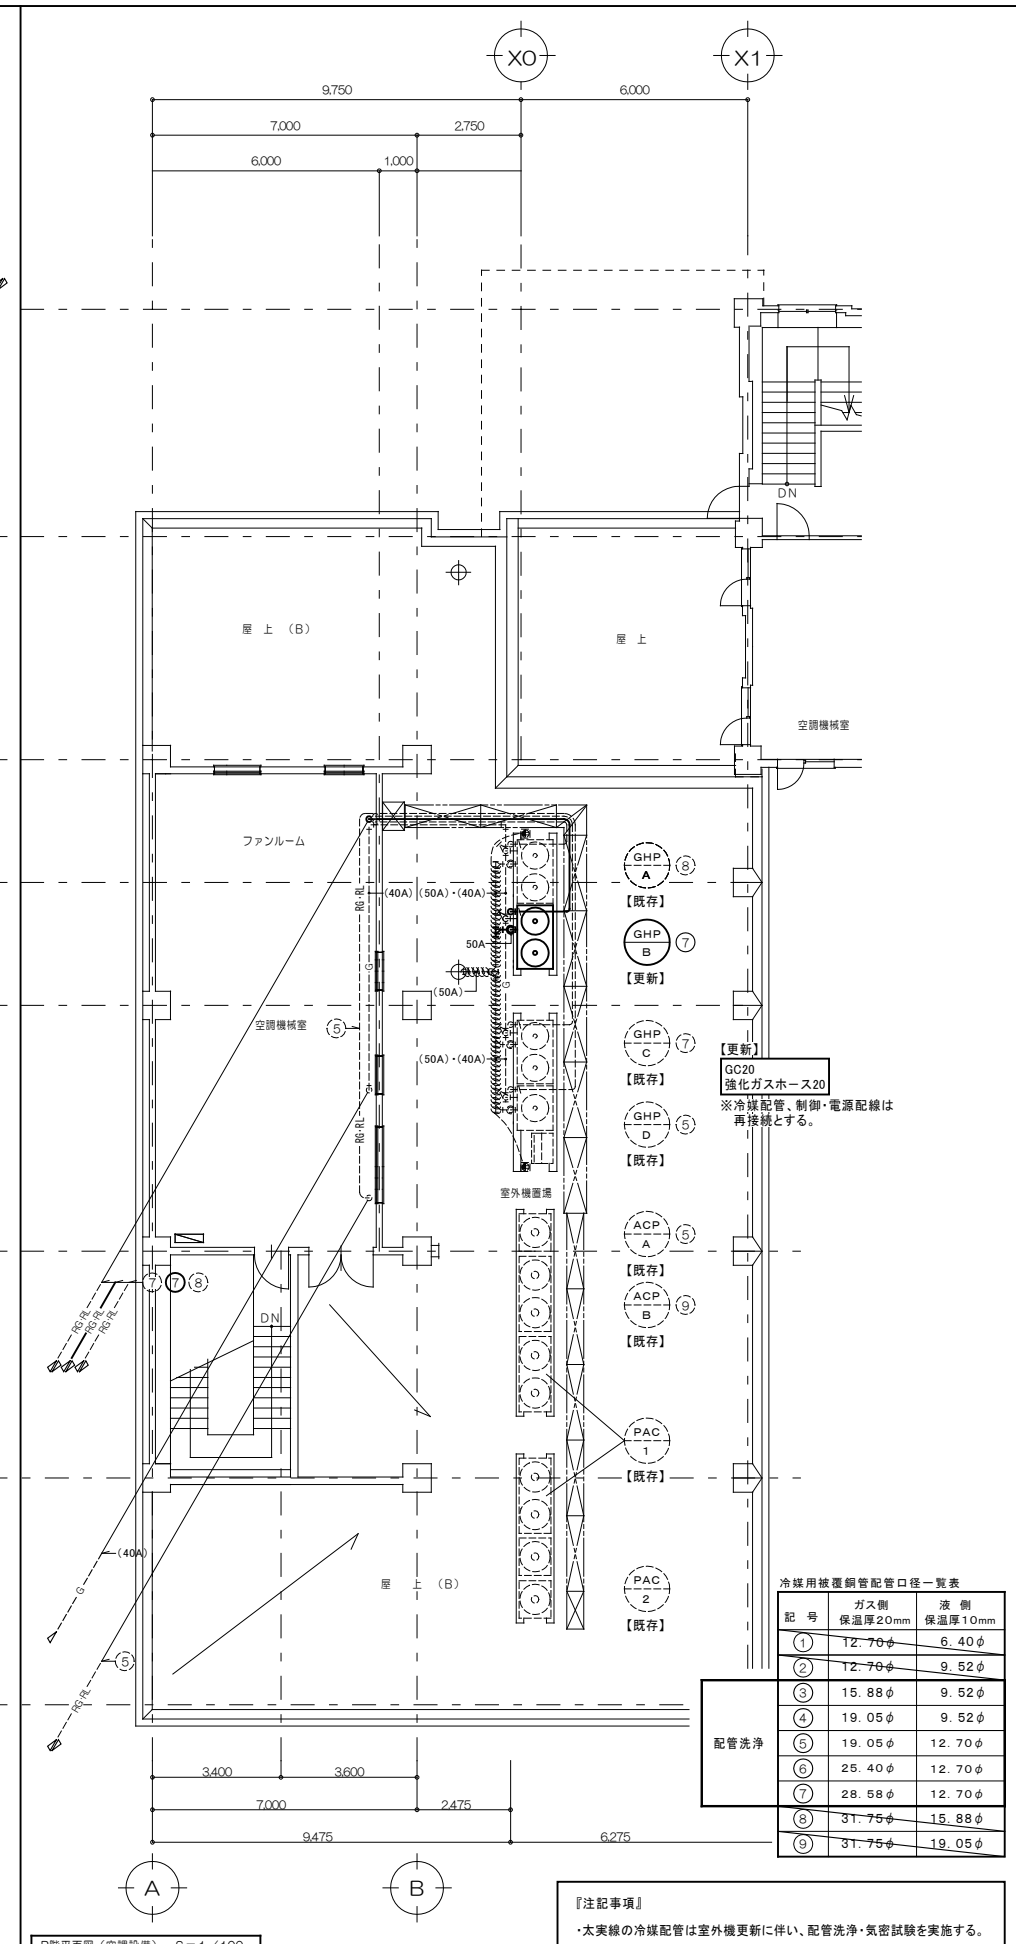 X0
X1
9,750
6,000
7,000
2,750
6,000
1,000
DN
屋 上 (B)
屋 上
空調機械室
ファンルーム
GHP
A
8
【既存】
RG・RL
(40A)
(50A)・(40A)
50A
GHP
B
7
【更新】
G
G
(50A)
空調機械室
5
(50A)・(40A)
GHP
C
7
【既存】
【更新】
GC20
強化ガスホース20
※冷媒配管、制御・電源配線は
再接続とする。
GHP
D
5
【既存】
RG・RL
室外機置場
ACP
A
5
【既存】
7
7
8
ACP
B
9
【既存】
RG・RL
RG・RL
RG・RL
DN
PAC
1
【既存】
(40A)
G
屋 上 (B)
PAC
2
【既存】
5
RG・RL
冷媒用被覆銅管配管口径一覧表
記 号 ガス側 保温厚20mm 液 側 保温厚10mm
① 12.70φ 6.40φ
② 12.70φ 9.52φ
③ 15.88φ 9.52φ
④ 19.05φ 9.52φ
配管洗浄 ⑤ 19.05φ 12.70φ
⑥ 25.40φ 12.70φ
⑦ 28.58φ 12.70φ
⑧ 31.75φ 15.88φ
⑨ 31.75φ 19.05φ
3,400
3,600
7,000
2,475
9,475
6,275
A
B
『注記事項』
・太実線の冷媒配管は室外機更新に伴い、配管洗浄・気密試験を実施する。